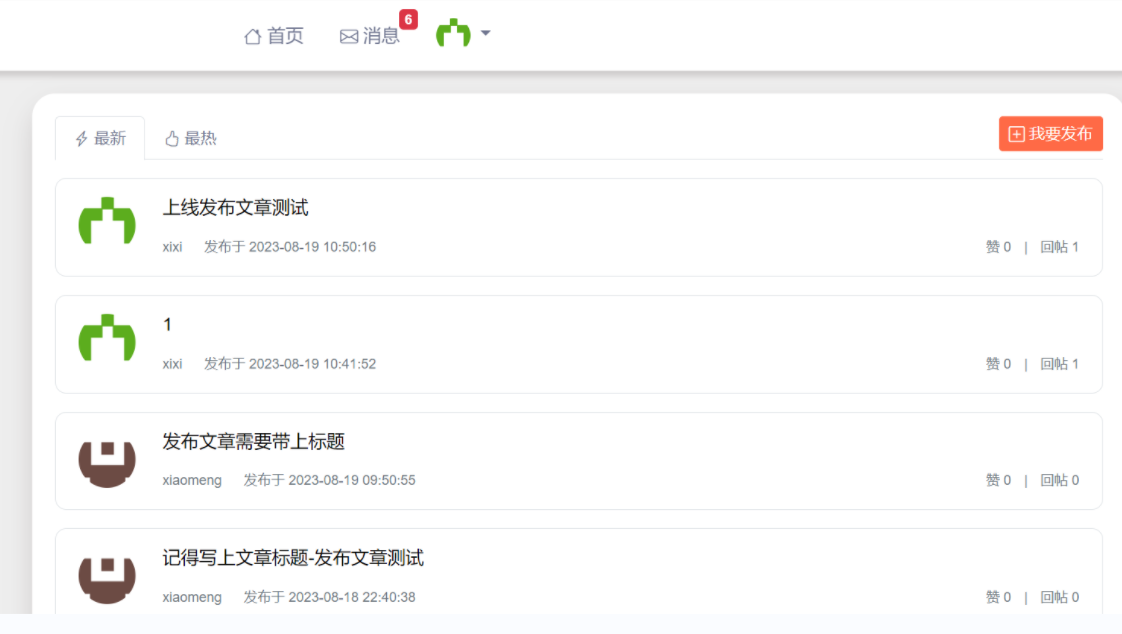 首页 消息 6
最新 最热 我要发布
上线发布文章测试
xixi 发布于 2023-08-19 10:50:16 赞 0 | 回帖 1
1
xixi 发布于 2023-08-19 10:41:52 赞 0 | 回帖 1
发布文章需要带上标题
xiaomeng 发布于 2023-08-19 09:50:55 赞 0 | 回帖 0
记得写上文章标题-发布文章测试
xiaomeng 发布于 2023-08-18 22:40:38 赞 0 | 回帖 0